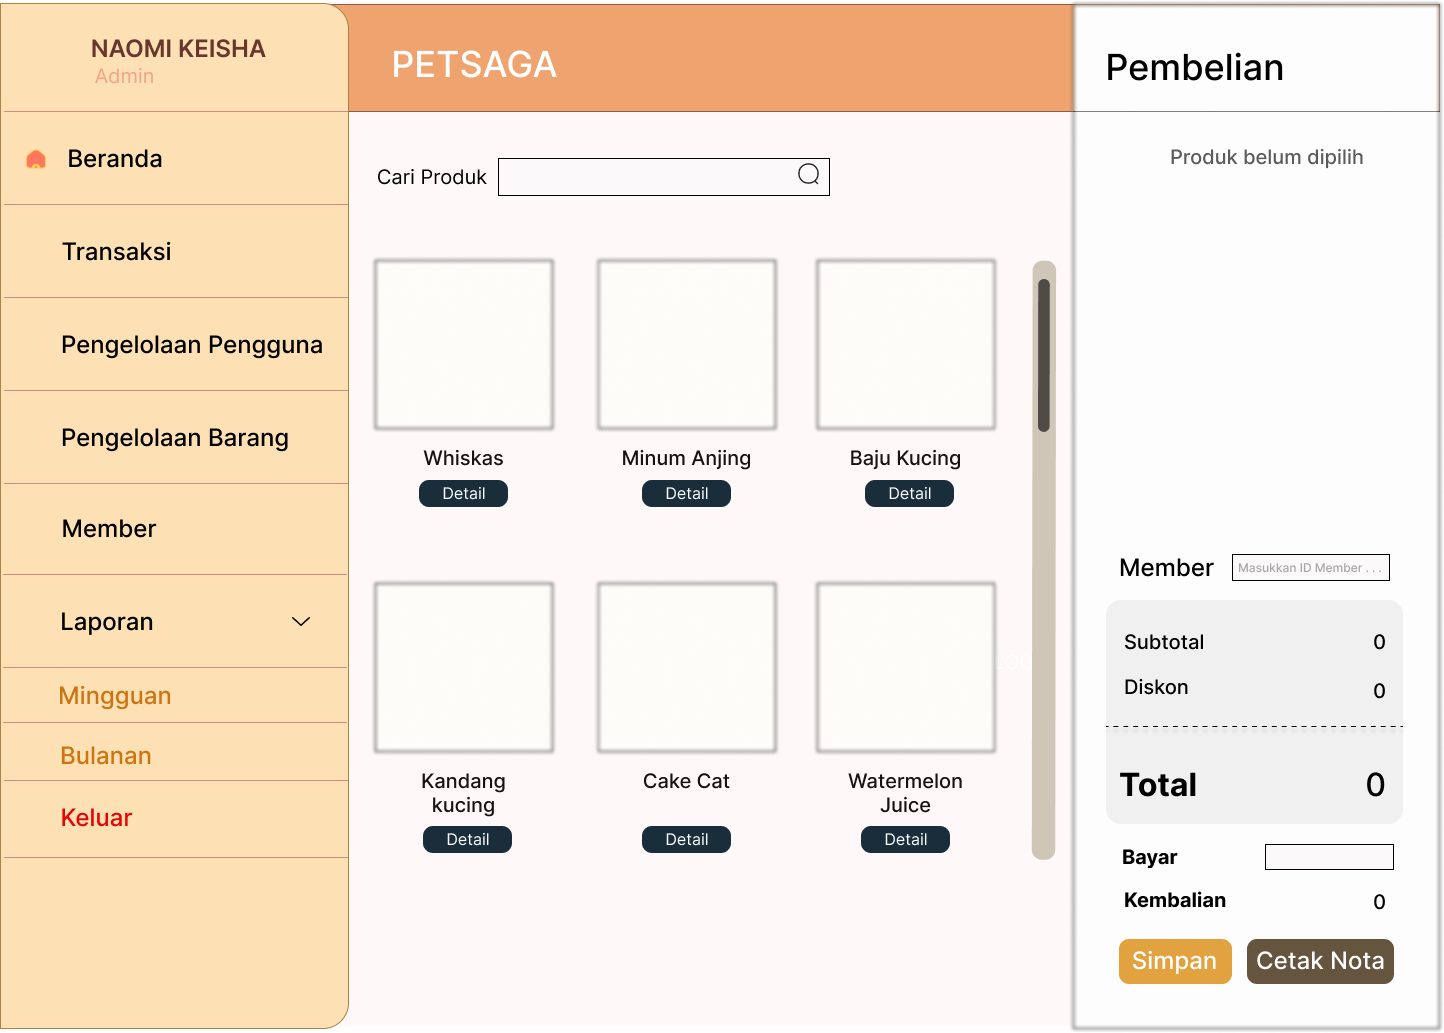 NAOMI KEISHA
Admin
Beranda
Transaksi
Pengelolaan Pengguna
Pengelolaan Barang
Member
Laporan
Mingguan
Bulanan
Keluar
PETSAGA
Cari Produk
Whiskas
Detail
Minum Anjing
Detail
Baju Kucing
Detail
Kandang
kucing
Detail
Cake Cat
Detail
Watermelon
Juice
Detail
Pembelian
Produk belum dipilih
Member Masukkan ID Member . . .
Subtotal 0
Diskon 0
Total 0
Bayar
Kembalian 0
Simpan
Cetak Nota